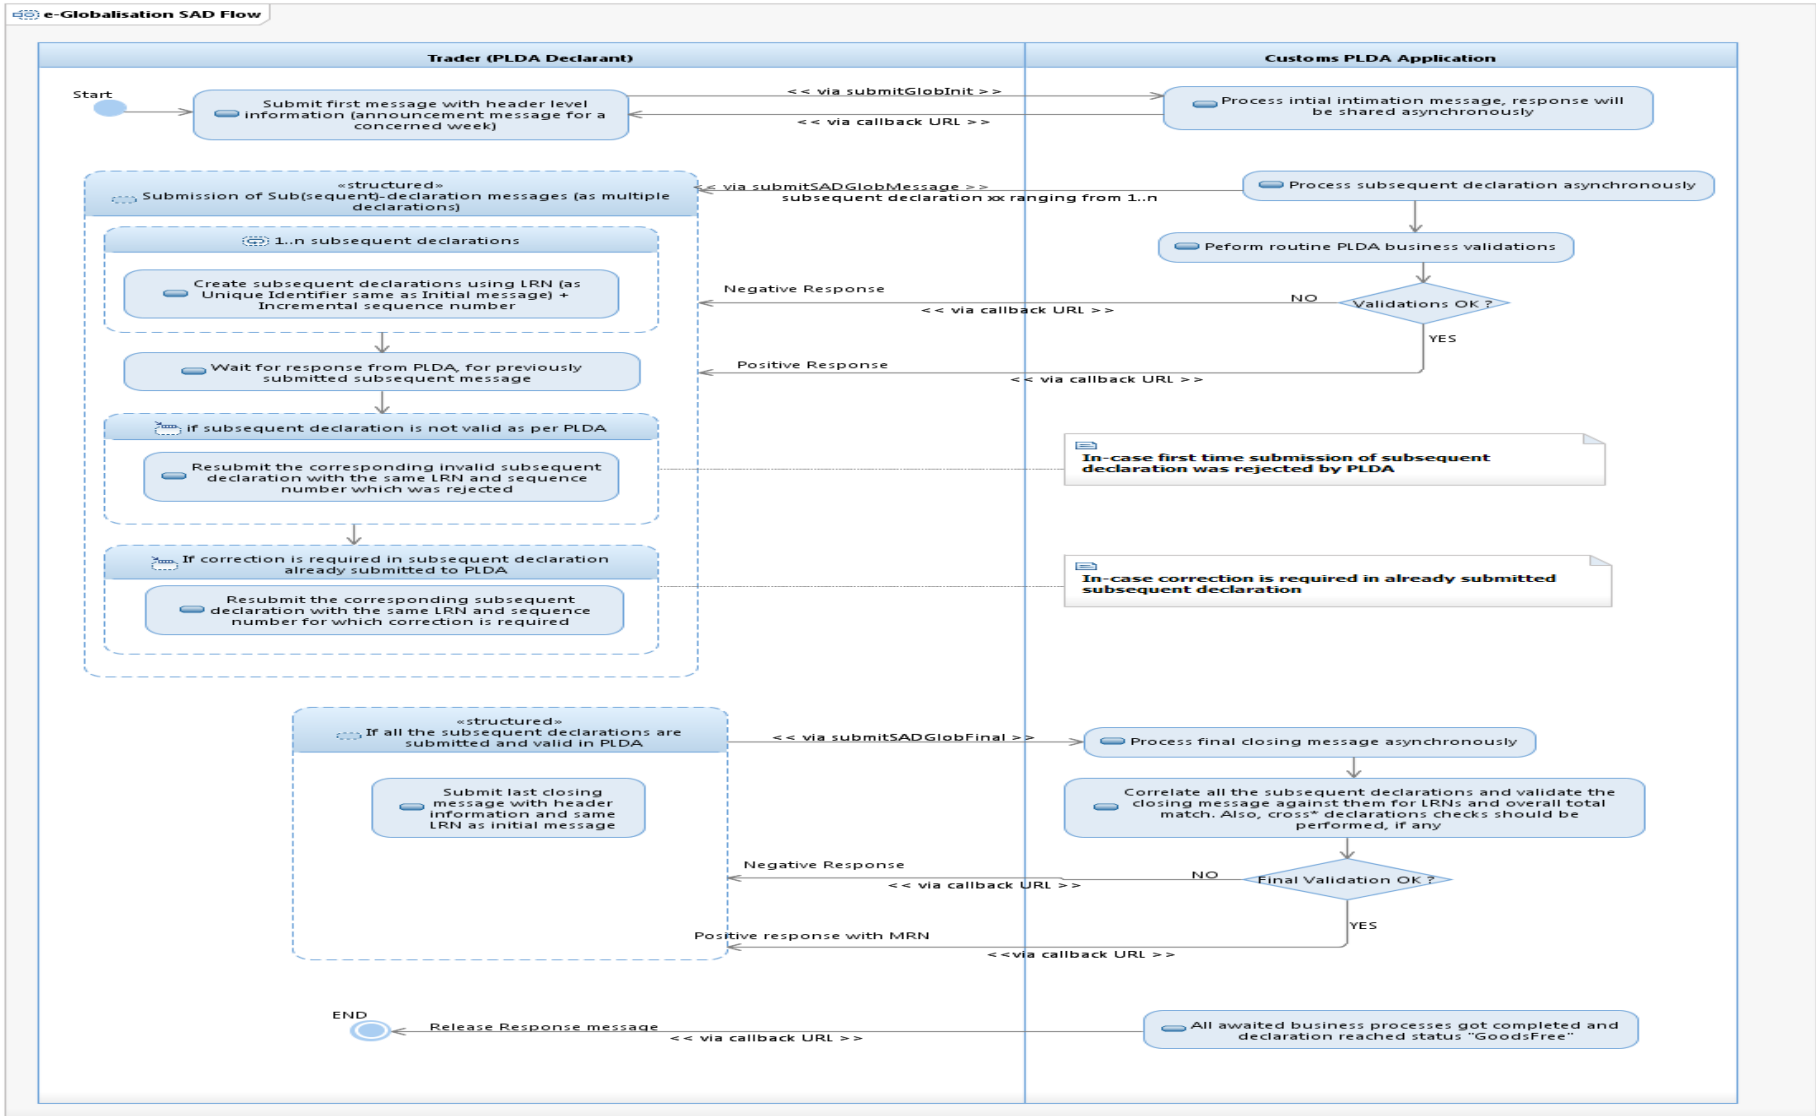 e-Globalisation SAD Flow
Trader (PLDA Declarant)
Customs PLDA Application
Start
Submit first message with header level
information (announcement message for a
concerned week)
<< via submitGlobInit >>
<< via callback URL >>
Process intial intimation message, response will
be shared asynchronously
«structured»
Submission of Sub(sequent)-declaration messages (as multiple
declarations)
<< via submitSADGlobMessage >>
subsequent declaration xx ranging from 1..n
Process subsequent declaration asynchronously
1..n subsequent declarations
Peform routine PLDA business validations
Create subsequent declarations using LRN (as
Unique Identifier same as Initial message) +
Incremental sequence number
Negative Response
<< via callback URL >>
NO
Validations OK ?
YES
Wait for response from PLDA, for previously
submitted subsequent message
Positive Response
<< via callback URL >>
if subsequent declaration is not valid as per PLDA
Resubmit the corresponding invalid subsequent
declaration with the same LRN and sequence
number which was rejected
In-case first time submission of subsequent
declaration was rejected by PLDA
If correction is required in subsequent declaration
already submitted to PLDA
Resubmit the corresponding subsequent
declaration with the same LRN and sequence
number for which correction is required
In-case correction is required in already submitted
subsequent declaration
«structured»
If all the subsequent declarations are
submitted and valid in PLDA
<< via submitSADGlobFinal >>
Process final closing message asynchronously
Submit last closing
message with header
information and same
LRN as initial message
Correlate all the subsequent declarations and validate the
closing message against them for LRNs and overall total
match. Also, cross* declarations checks should be
performed, if any
Negative Response
<< via callback URL >>
NO
Final Validation OK ?
YES
Positive response with MRN
<<via callback URL >>
END
Release Response message
<< via callback URL >>
All awaited business processes got completed and
declaration reached status "GoodsFree"